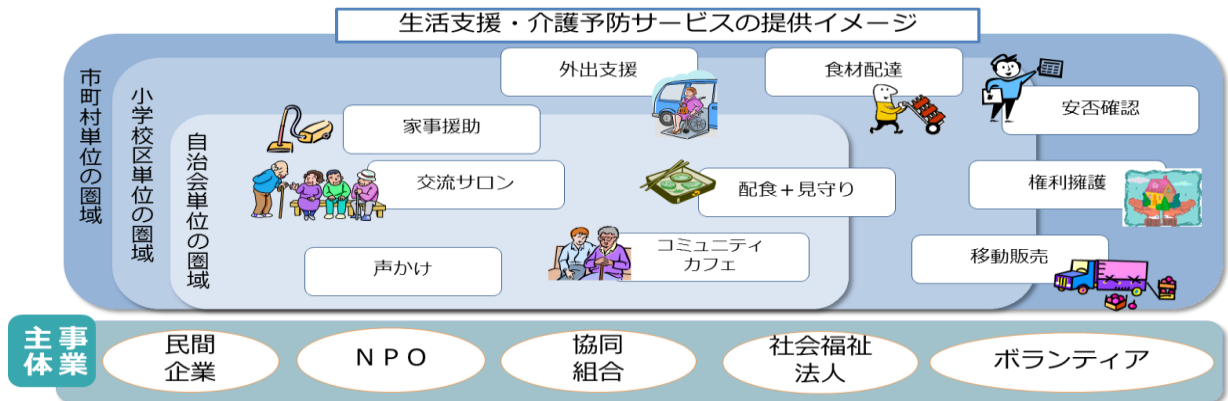 生活支援・介護予防サービスの提供イメージ
市町村単位の圏域
小学校区単位の圏域
自治会単位の圏域
外出支援
食材配達
安否確認
家事援助
交流サロン
配食＋見守り
権利擁護
声かけ
コミュニティ
カフェ
移動販売
事業
主体
民間
企業
ＮＰＯ
協同
組合
社会福祉
法人
ボランティア